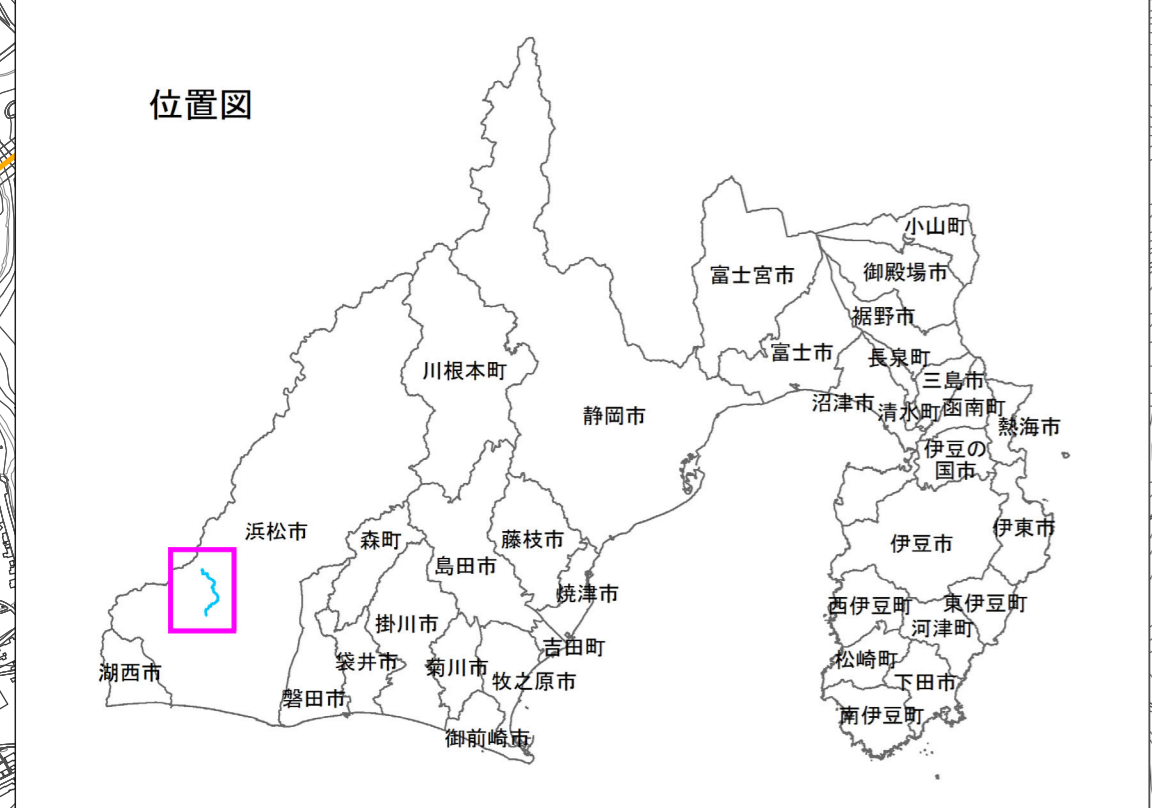 位置図
小山町
御殿場市
富士宮市
裾野市
富士市
長泉町
川根本町
三島市
沼津市
清水町
函南町
静岡市
熱海市
伊豆の
国市
浜松市
森町
藤枝市
伊豆市
伊東市
島田市
焼津市
西伊豆町
東伊豆町
掛川市
河津町
吉田町
袋井市
菊川市
松崎町
湖西市
牧之原市
下田市
磐田市
南伊豆町
御前崎市